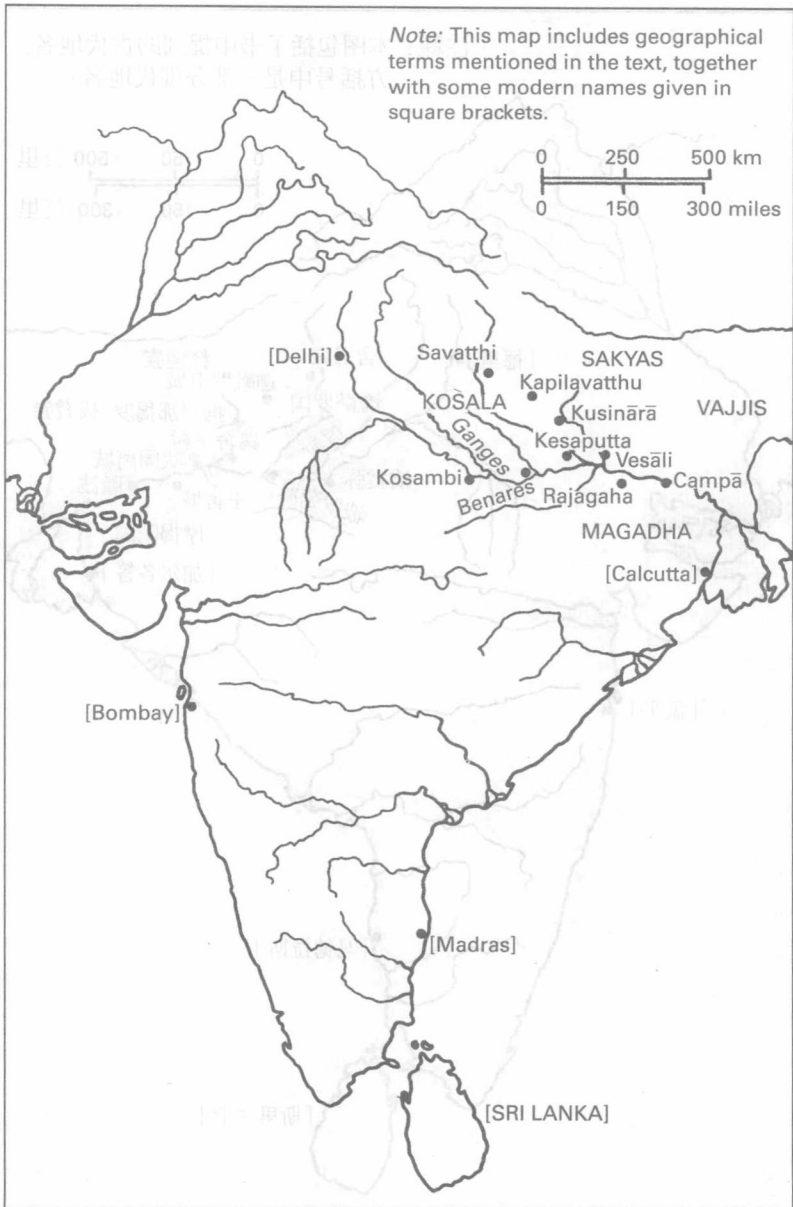 Note: This map includes geographical
terms mentioned in the text, together
with some modern names given in
square brackets.
0 250 500 km
0 150 300 miles
[Delhi]
Savatthi
SAKYAS
Kapilavatthu
KOSALA
Kusinārā
VAJJIS
Ganges
Kesaputta
Vesāli
Kosambi
Benares
Rajāgaha
Campā
MAGADHA
[Calcutta]
[Bombay]
[Madras]
[SRI LANKA]